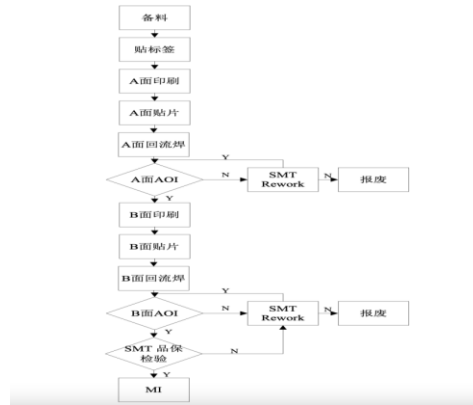 备料
贴标签
A面印刷
A面贴片
A面回流焊
Y
A面AOI
N
SMT
Rework
N
报废
Y
B面印刷
B面贴片
B面回流焊
Y
B面AOI
N
SMT
Rework
N
报废
Y
SMT 品保
检验
N
Y
MI